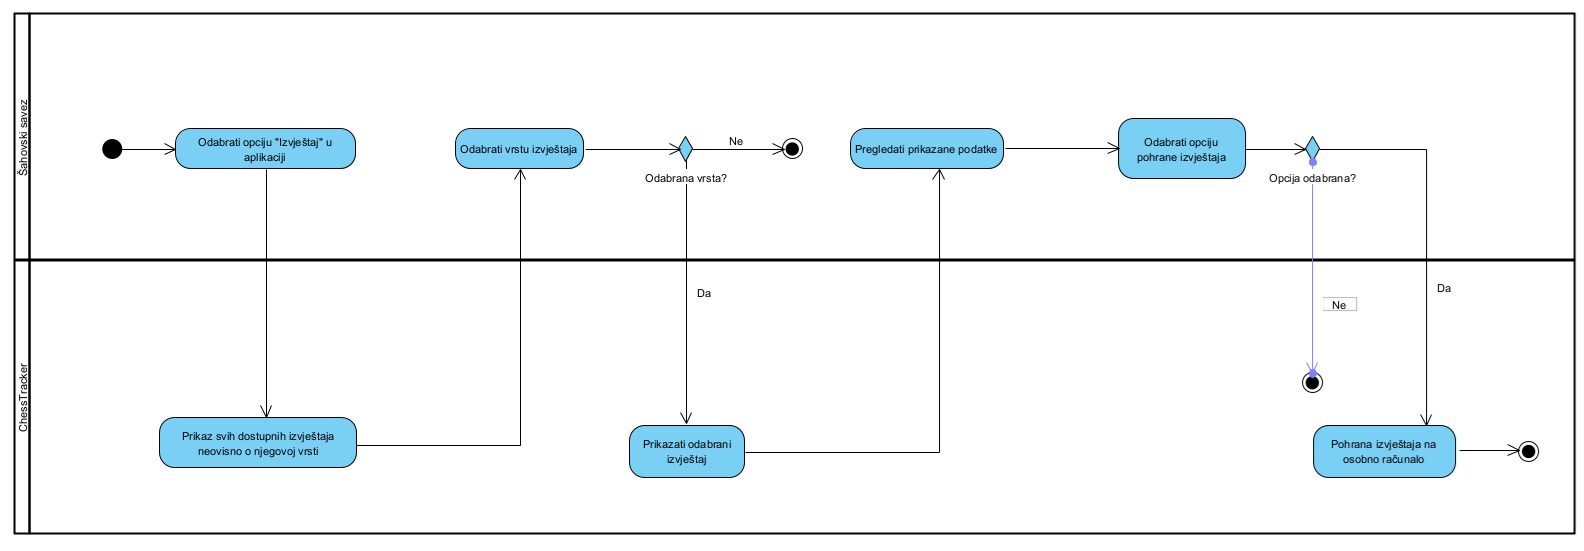 Šahovski savez
Odabrati opciju "Izvještaj" u
aplikaciji
Odabrati vrstu izvještaja
Ne
Odabrana vrsta?
Pregledati prikazane podatke
Odabrati opciju
pohrane izvještaja
Opcija odabrana?
ChessTracker
Da
Da
Ne
Prikaz svih dostupnih izvještaja
neovisno o njegovoj vrsti
Prikazati odabrani
izvještaj
Pohrana izvještaja na
osobno računalo